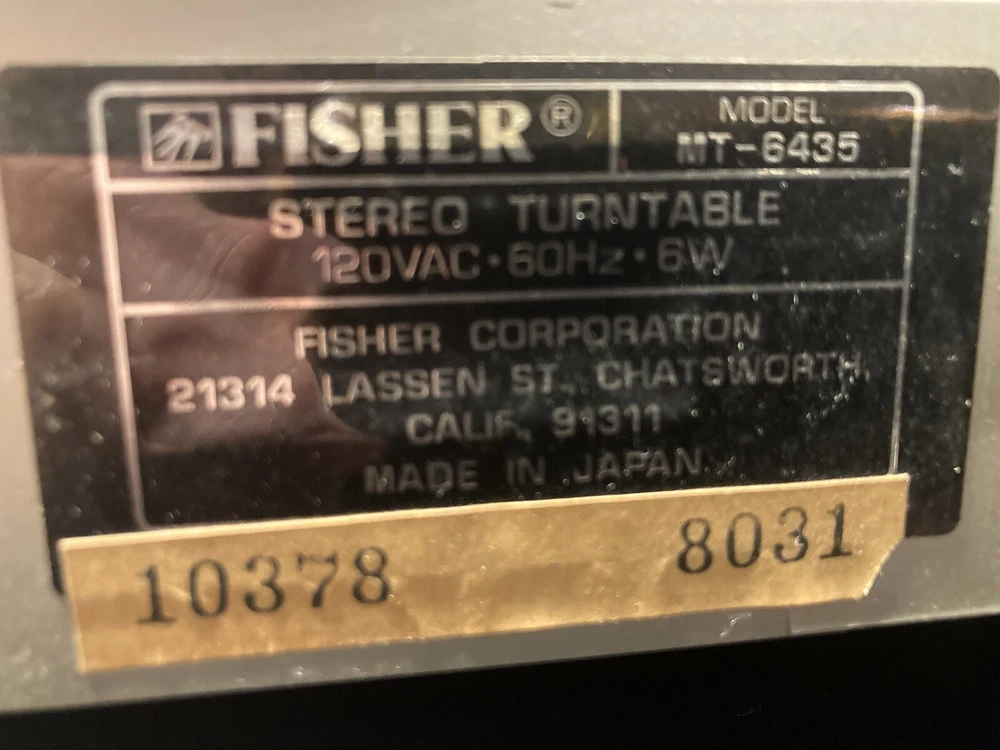 FISHER®
MODEL
MT-6435
STEREO TURNTABLE
120VAC·60Hz·6W
FISHER CORPORATION
21314 LASSEN ST., CHATSWORTH,
CALIF. 91311
MADE IN JAPAN
10378 8031